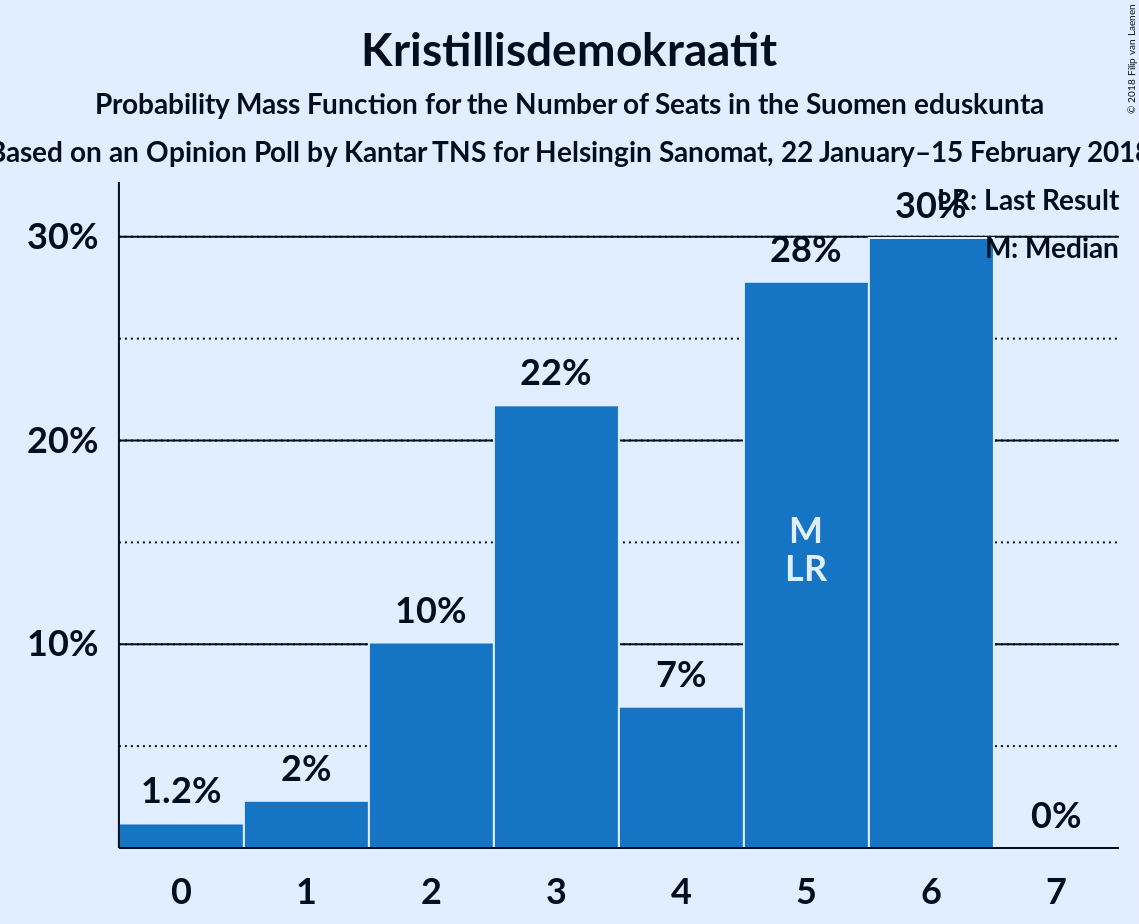 Kristillisdemokraatit
Probability Mass Function for the Number of Seats in the Suomen eduskunta
Based on an Opinion Poll by Kantar TNS for Helsingin Sanomat, 22 January–15 February 2018
© 2018 Filip van Laenen
LR: Last Result
M: Median
30%
20%
10%
1.2%
2%
10%
22%
7%
28%
30%
0%
M
LR
0 1 2 3 4 5 6 7